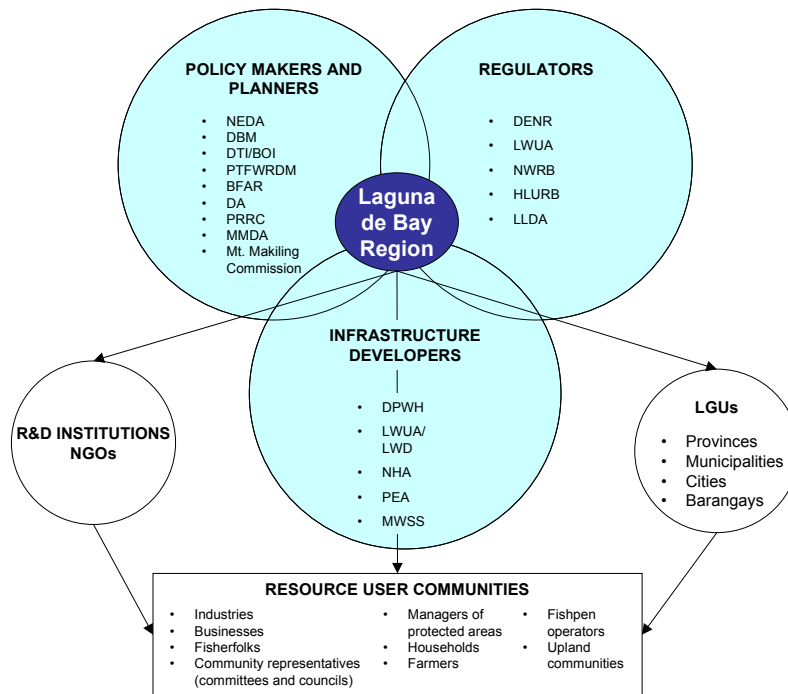 POLICY MAKERS AND
PLANNERS
• NEDA
• DBM
• DTI/BOI
• PTFWRDM
• BFAR
• DA
• PRRC
• MMDA
• Mt. Makiling
Commission
REGULATORS
• DENR
• LWUA
• NWRB
• HLURB
• LLDA
Laguna
de Bay
Region
INFRASTRUCTURE
DEVELOPERS
• DPWH
• LWUA/
LWD
• NHA
• PEA
• MWSS
R&D INSTITUTIONS
NGOs
LGUs
• Provinces
• Municipalities
• Cities
• Barangays
RESOURCE USER COMMUNITIES
• Industries
• Businesses
• Fisherfolks
• Community representatives
(committees and councils)
• Managers of
protected areas
• Households
• Farmers
• Fishpen
operators
• Upland
communities